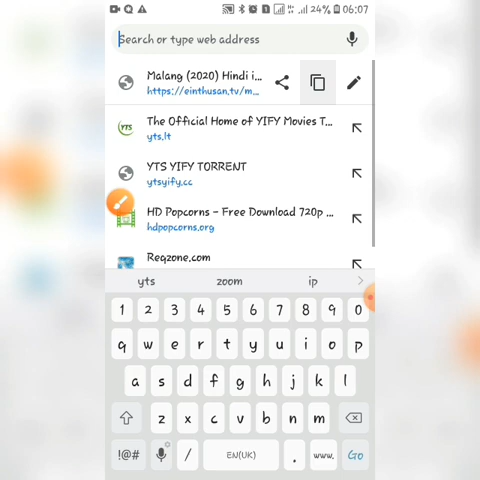 24% 06:07
Search or type web address
Malang (2020) Hindi i...
https://einthusan.tv/m...
The Official Home of YIFY Movies T...
yts.lt
YTS
YTS YIFY TORRENT
ytsyify.cc
HD Popcorns – Free Download 720p ...
hdpopcorns.org
Reqzone.com
yts zoom ip
1 2 3 4 5 6 7 8 9 0
q w e r t y u i o p
a s d f g h j k l
z x c v b n m
!@# / EN(UK) . www. Go